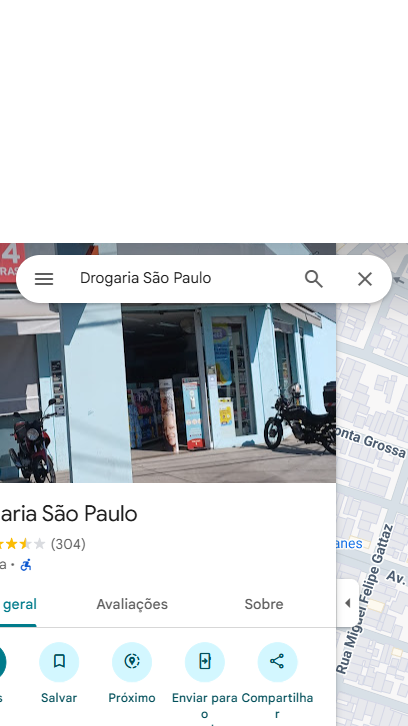 4
RAS
Drogaria São Paulo
aria São Paulo
(304)
a ·
geral
Avaliações
Sobre
s
Salvar
Próximo
Enviar para
o
Compartilha
r
onta Grossa
anes
Av.
Rua Miguel Felipe Gattaz